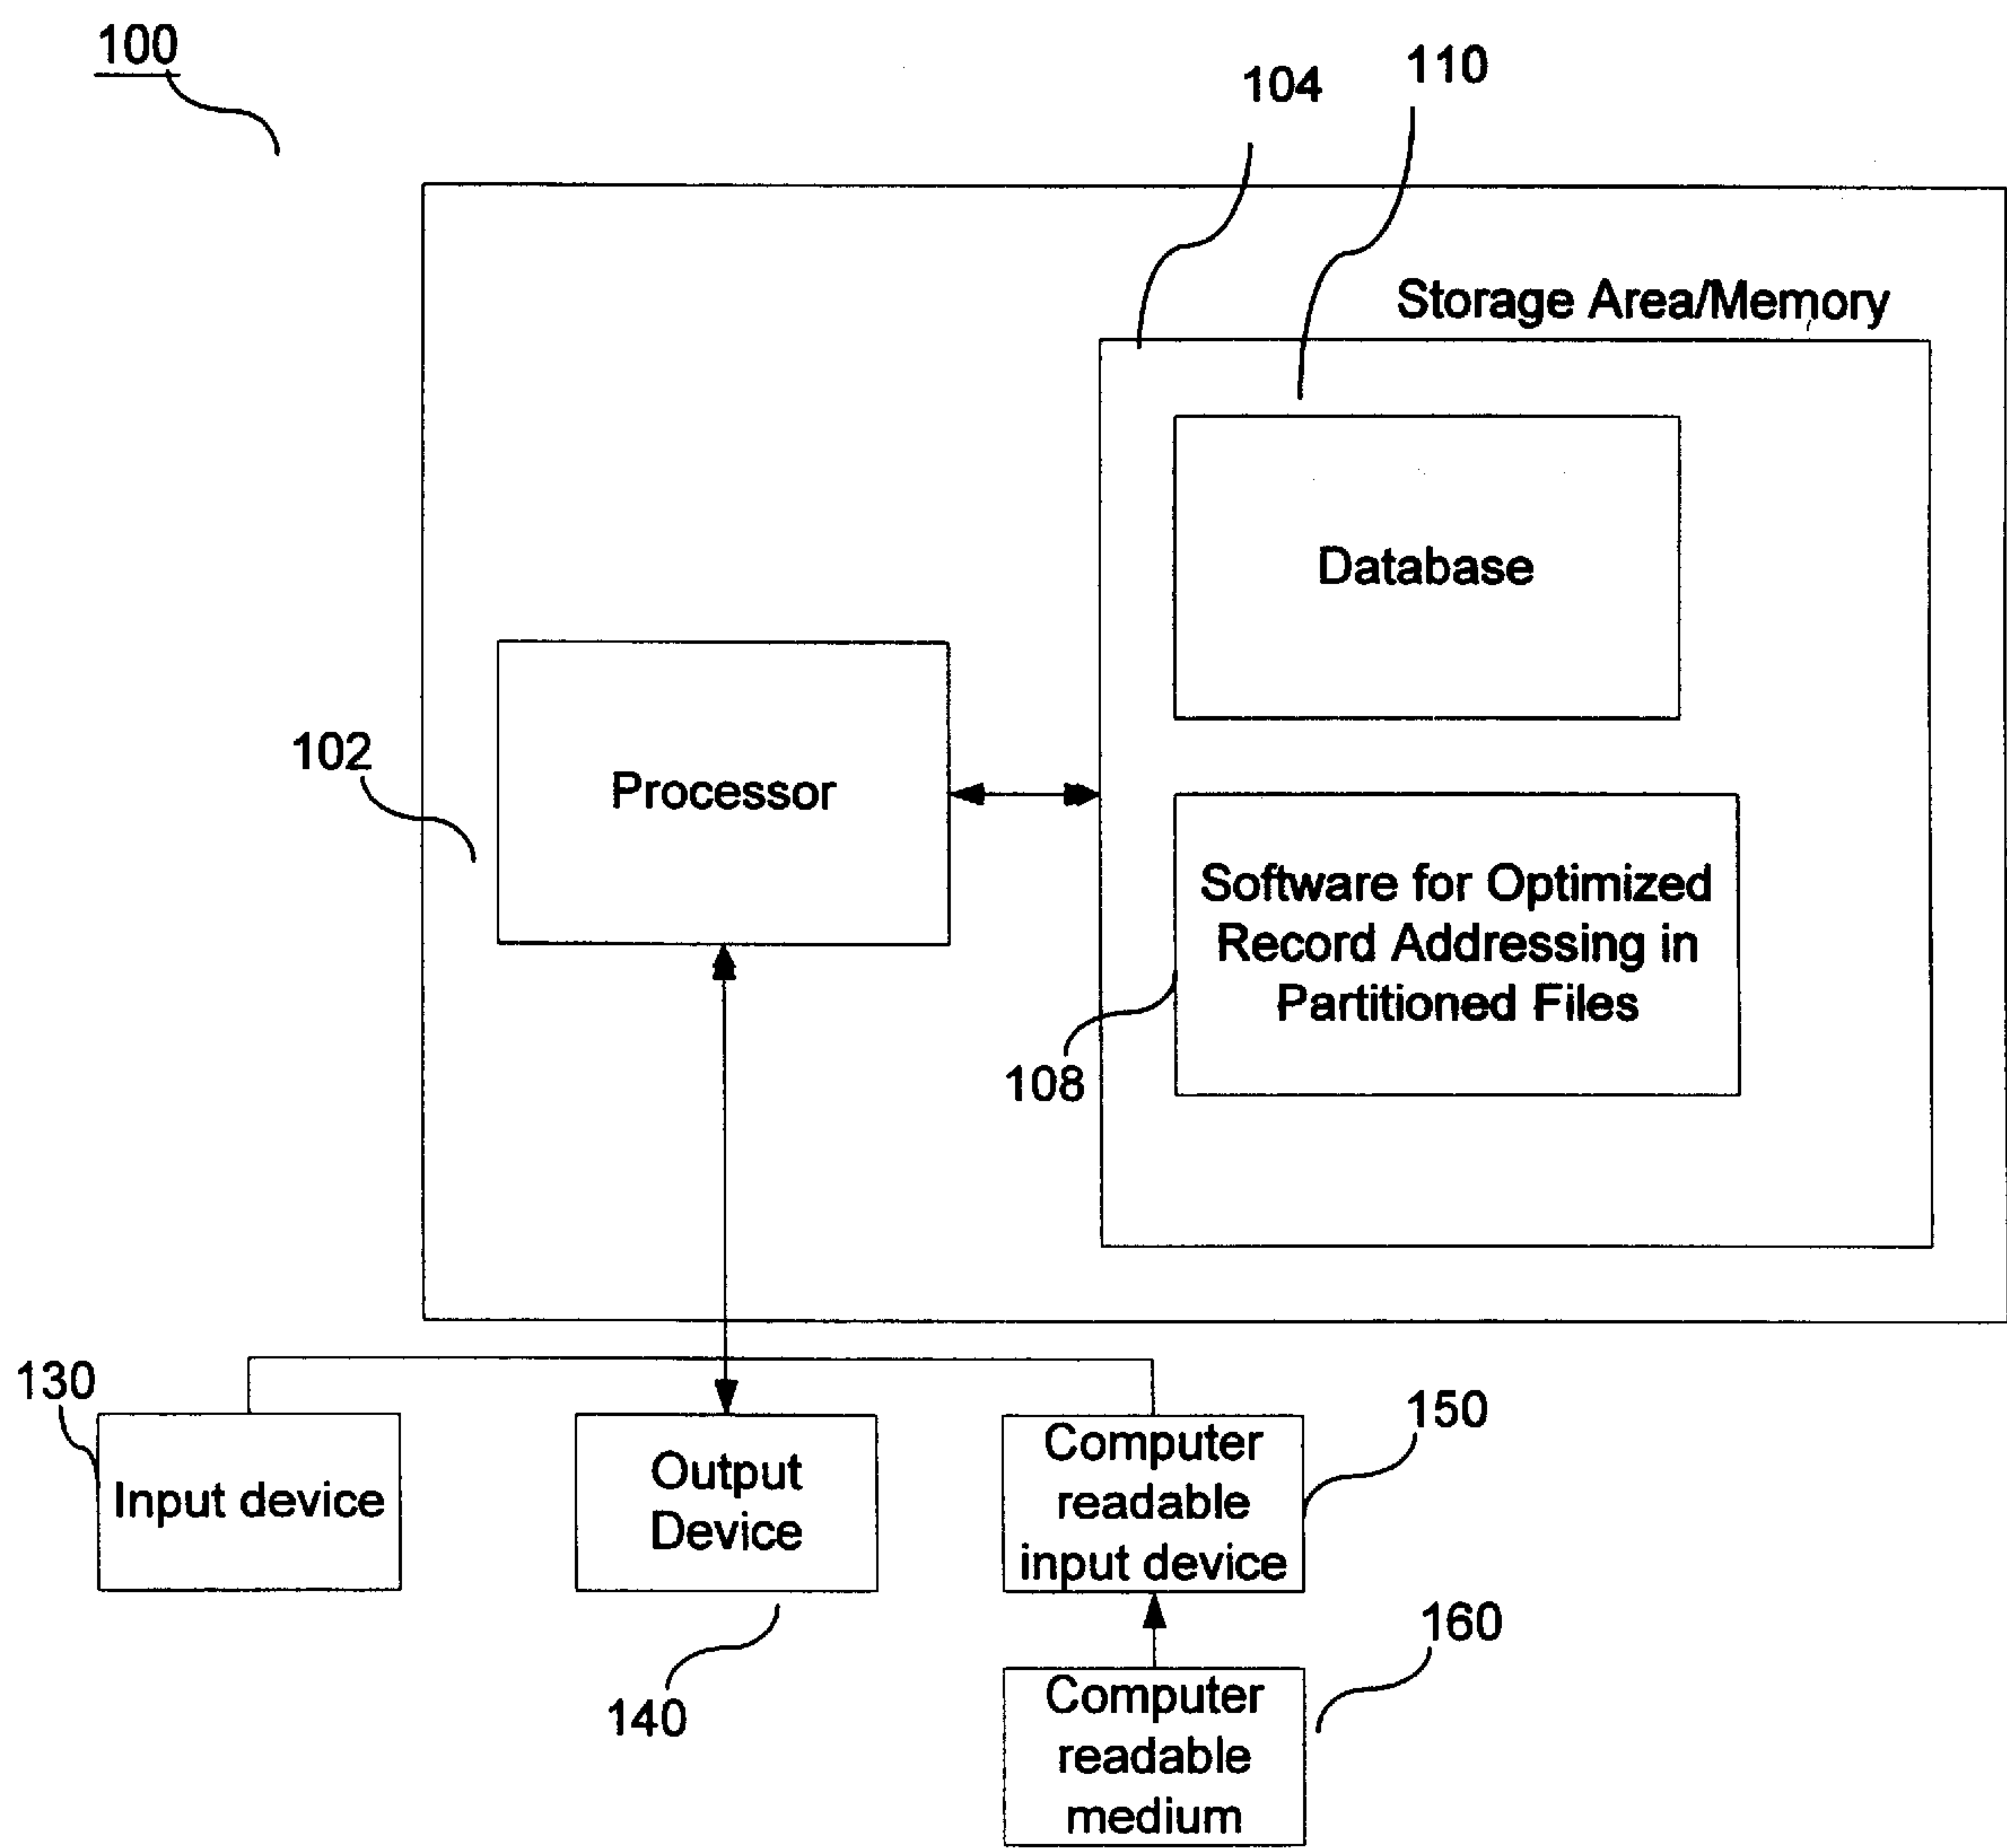 100
104
110
Storage Area/Memory
Database
102
Processor
Software for Optimized
Record Addressing in
Partitioned Files
108
130
Input device
Output
Device
140
Computer
readable
input device
150
160
Computer
readable
medium